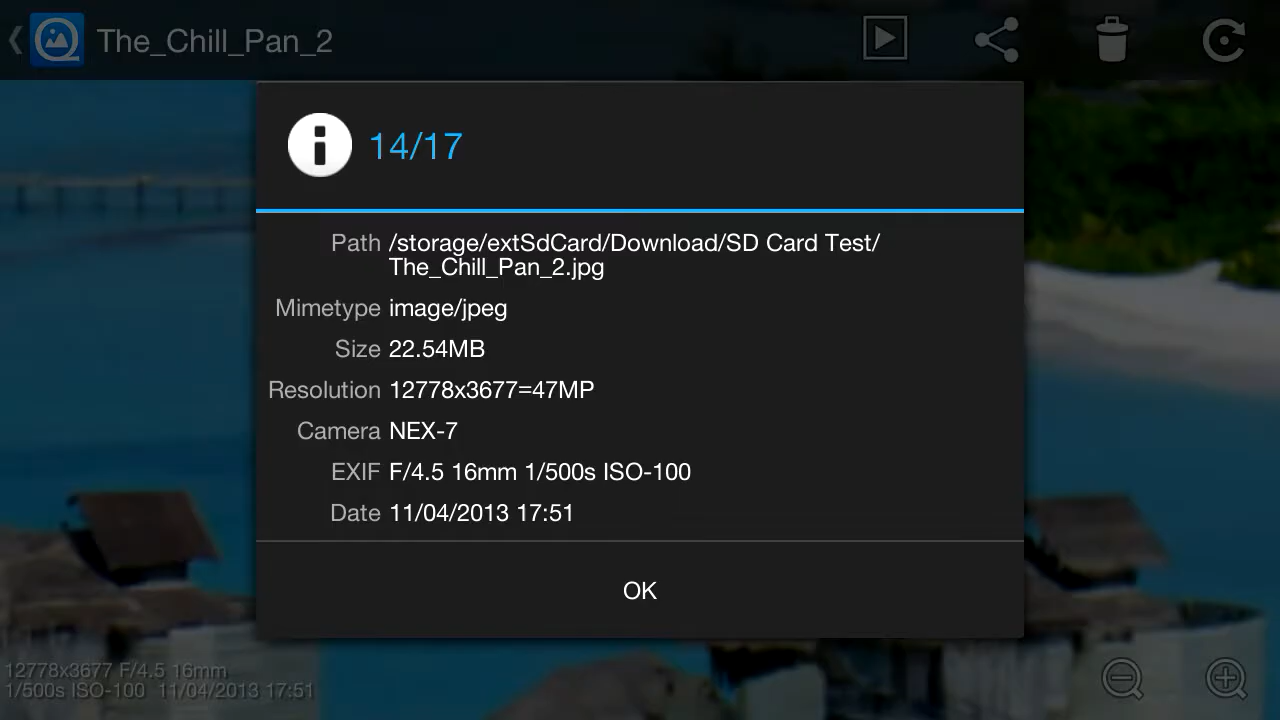 The_Chill_Pan_2
14/17
Path /storage/extSdCard/Download/SD Card Test/
The_Chill_Pan_2.jpg
Mimetype image/jpeg
Size 22.54MB
Resolution 12778x3677=47MP
Camera NEX-7
EXIF F/4.5 16mm 1/500s ISO-100
Date 11/04/2013 17:51
OK
12778x3677 F/4.5 16mm
1/500s ISO-100 11/04/2013 17:51